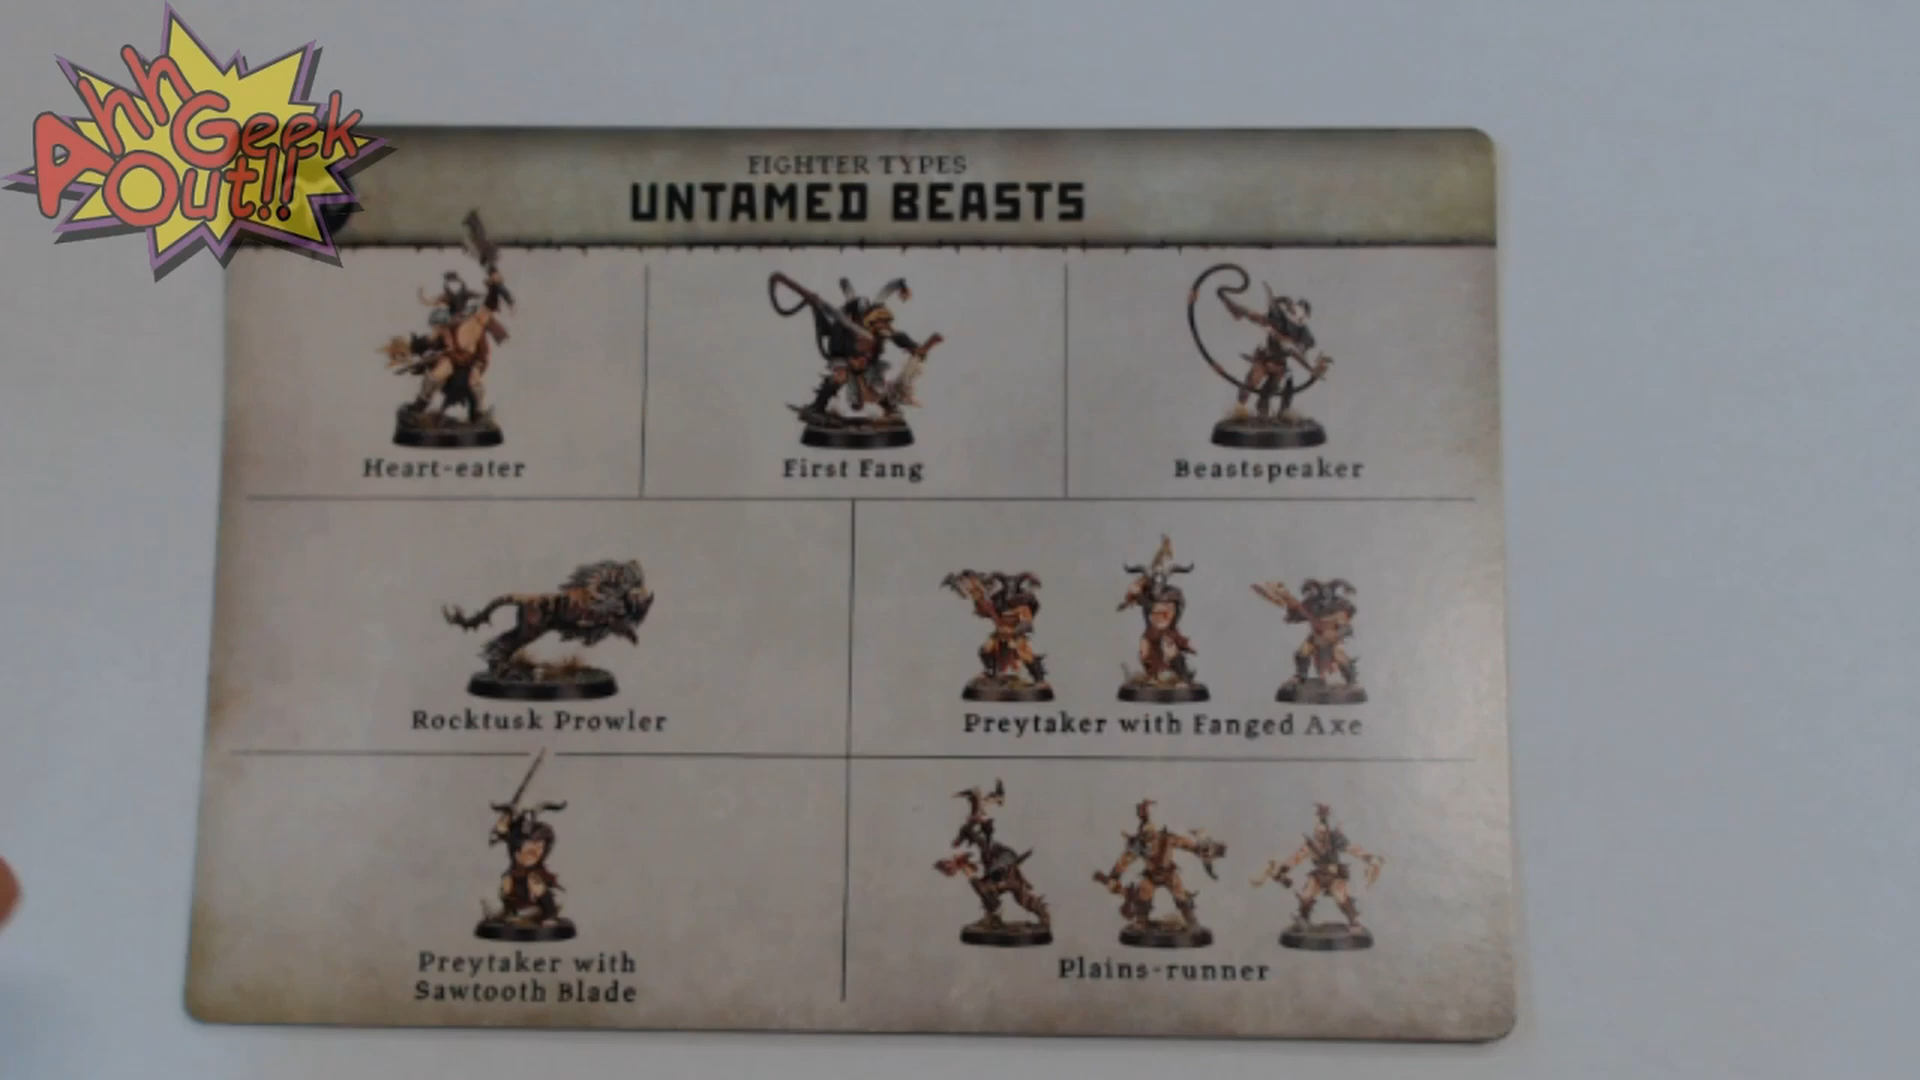 Ahh
Geek
Out!!
FIGHTER TYPES
UNTAMED BEASTS
Heart-eater
First Fang
Beastspeaker
Rocktusk Prowler
Preytaker with Fanged Axe
Preytaker with
Sawtooth Blade
Plains-runner